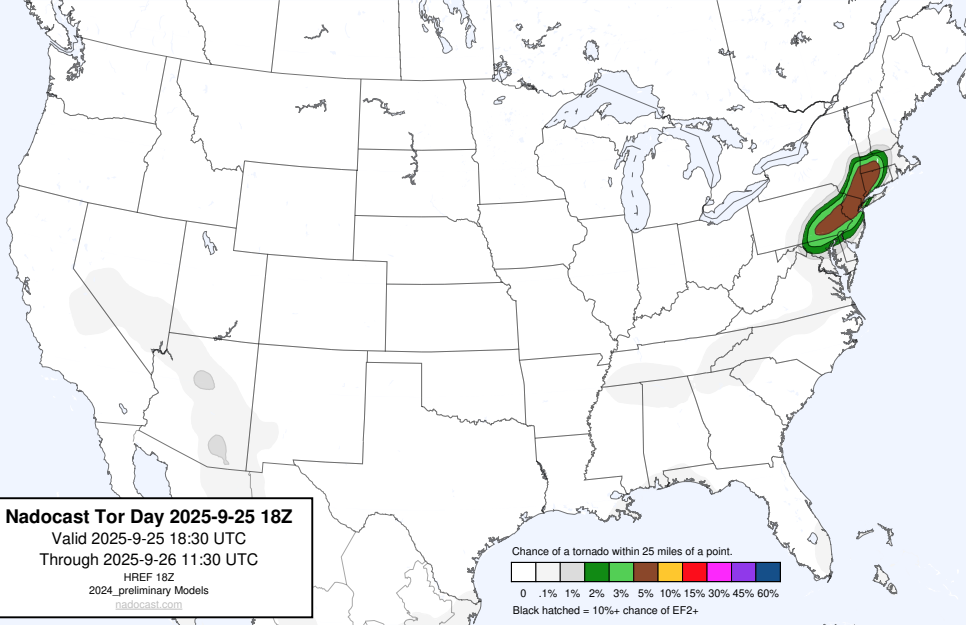 Nadocast Tor Day 2025-9-25 18Z
Valid 2025-9-25 18:30 UTC
Through 2025-9-26 11:30 UTC
HREF 18Z
2024_preliminary Models
nadocast.com
Chance of a tornado within 25 miles of a point.
0 .1% 1% 2% 3% 5% 10% 15% 30% 45% 60%
Black hatched = 10%+ chance of EF2+